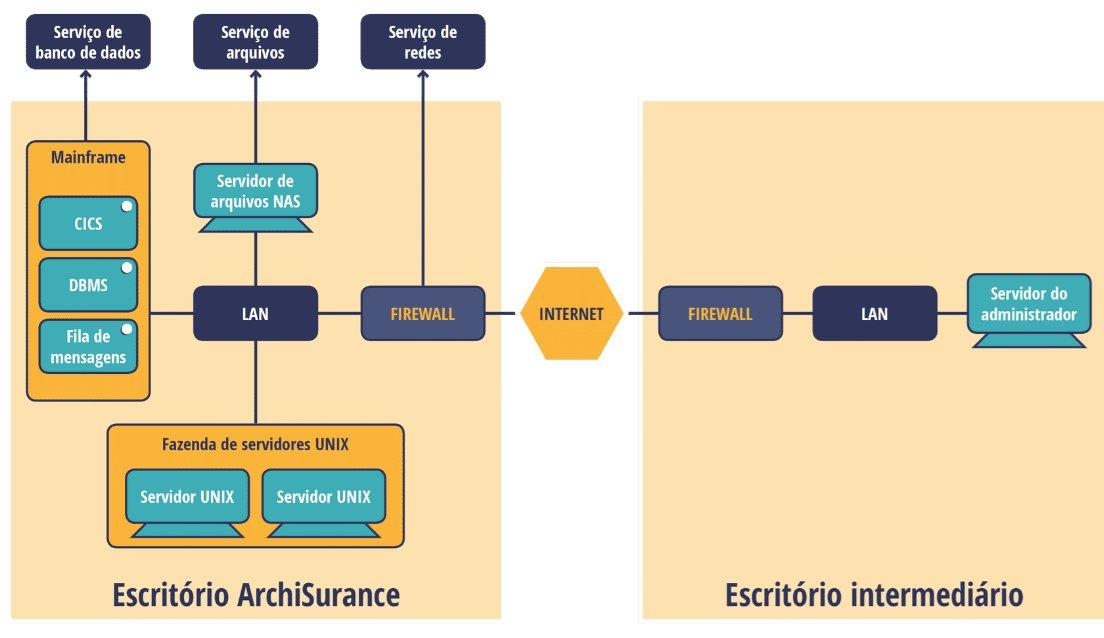 Serviço de
banco de dados
Serviço de
arquivos
Serviço de
redes
Mainframe
CICS
DBMS
Fila de
mensagens
Servidor de
arquivos NAS
LAN
FIREWALL
INTERNET
FIREWALL
LAN
Servidor do
administrador
Fazenda de servidores UNIX
Servidor UNIX
Servidor UNIX
Escritório ArchiSurance
Escritório intermediário